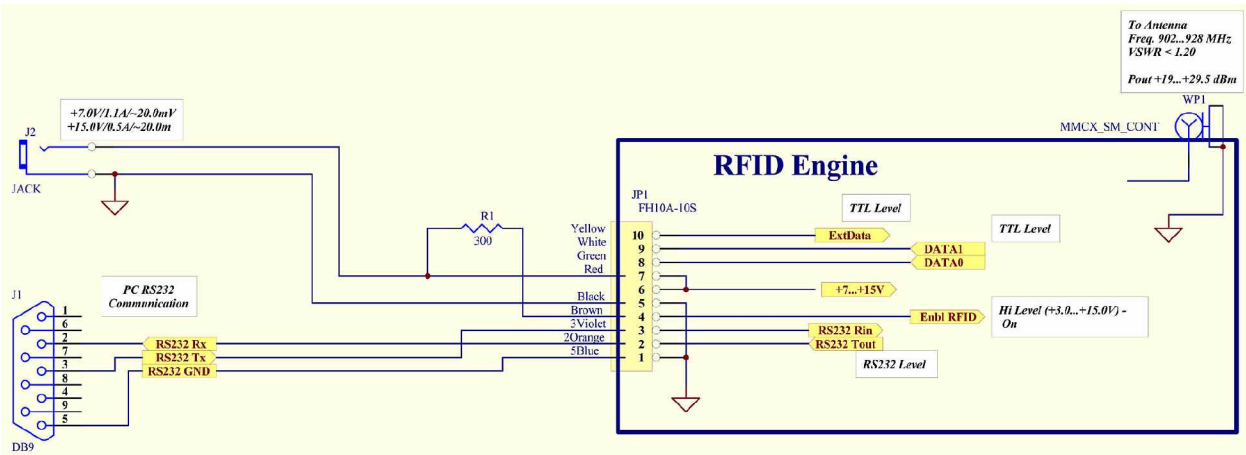 To Antenna
Freq. 902...928 MHz
VSWR < 1.20
Pout +19...+29.5 dBm
WP1
MMCX_SM_CONT
+7.0V/1.1A/~20.0mV
+15.0V/0.5A/~20.0m
J2
JACK
RFID Engine
JP1
FH10A-10S
TTL Level
TTL Level
R1
300
Yellow
White
Green
Red
Black
Brown
3Violet
2Orange
5Blue
10
9
8
7
6
5
4
3
2
1
ExtData
DATA1
DATA0
+7...+15V
Enbl RFID
Hi Level (+3.0...+15.0V) -
On
RS232 Rin
RS232 Tout
RS232 Level
PC RS232
Communication
J1
1
6
2
7
3
8
4
9
5
RS232 Rx
RS232 Tx
RS232 GND
DB9